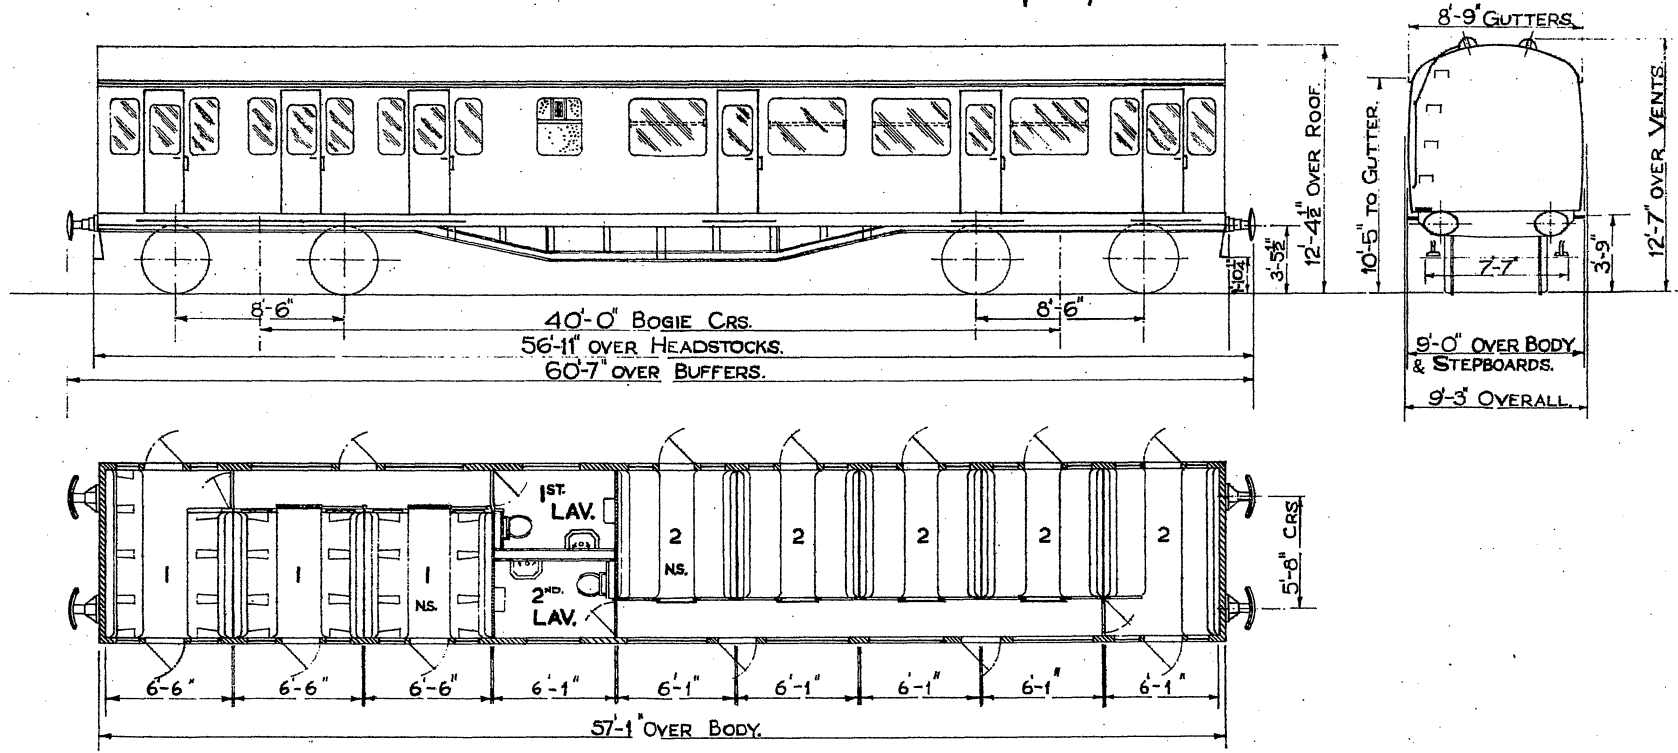 8'-9" GUTTERS.
12'-4½" OVER ROOF.
10'-5" TO GUTTER.
12'-7" OVER VENTS.
3'-5½"
1'-10¼"
3'-9"
7'-7"
8'-6"
8'-6"
40'-0" BOGIE CRS.
56'-11" OVER HEADSTOCKS.
60'-7" OVER BUFFERS.
9'-0" OVER BODY
& STEPBOARDS.
9'-3" OVERALL.
1
1
1
N.S.
1ST.
LAV.
2ND.
LAV.
2
N.S.
2
2
2
2
5'-8" CRS.
6'-6"
6'-6"
6'-6"
6'-1"
6'-1"
6'-1"
6'-1"
6'-1"
6'-1"
57'-1" OVER BODY.